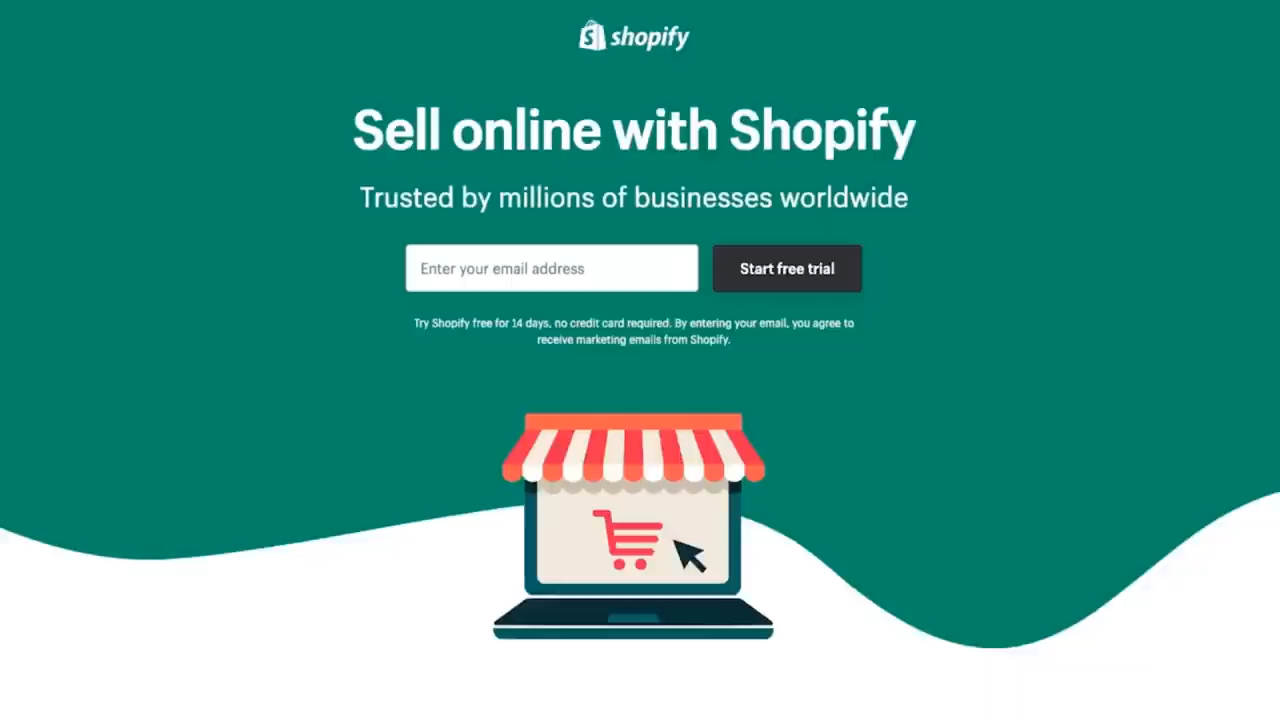 shopify
Sell online with Shopify
Trusted by millions of businesses worldwide
Enter your email address
Start free trial
Try Shopify free for 14 days, no credit card required. By entering your email, you agree to
receive marketing emails from Shopify.